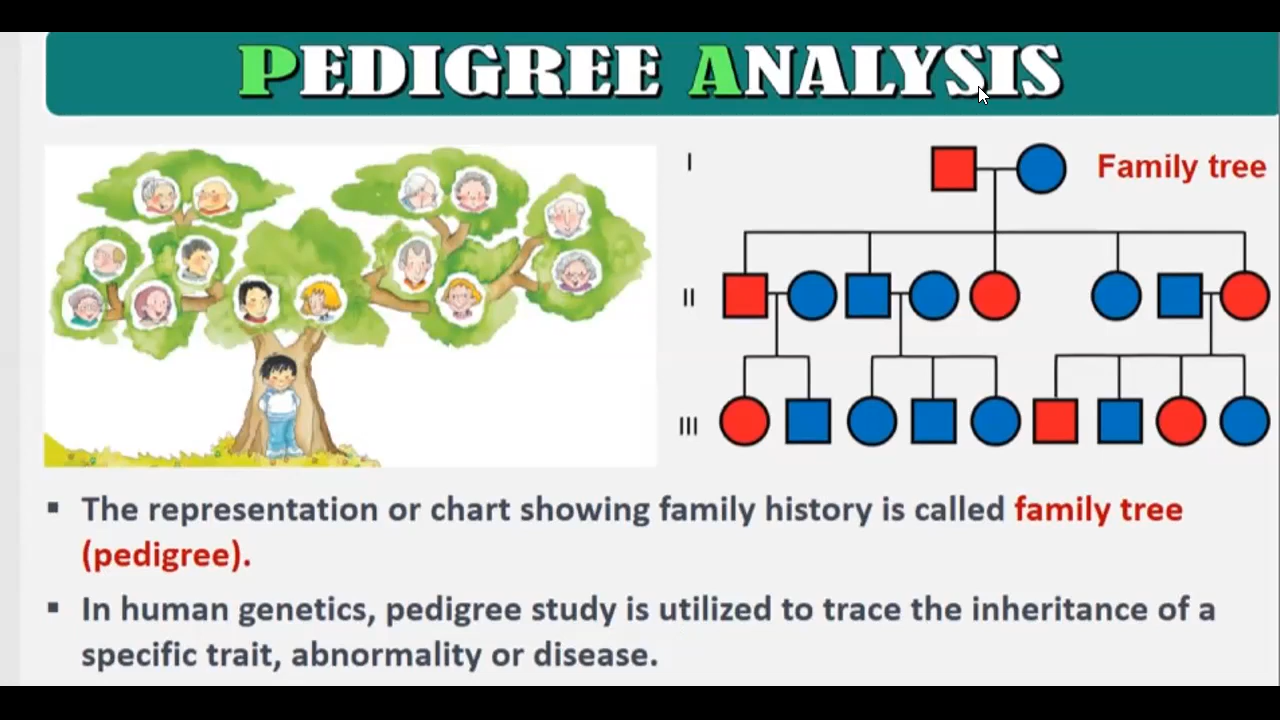 PEDIGREE ANALYSIS
I
Family tree
II
III
▪ The representation or chart showing family history is called family tree
(pedigree).
▪ In human genetics, pedigree study is utilized to trace the inheritance of a
specific trait, abnormality or disease.